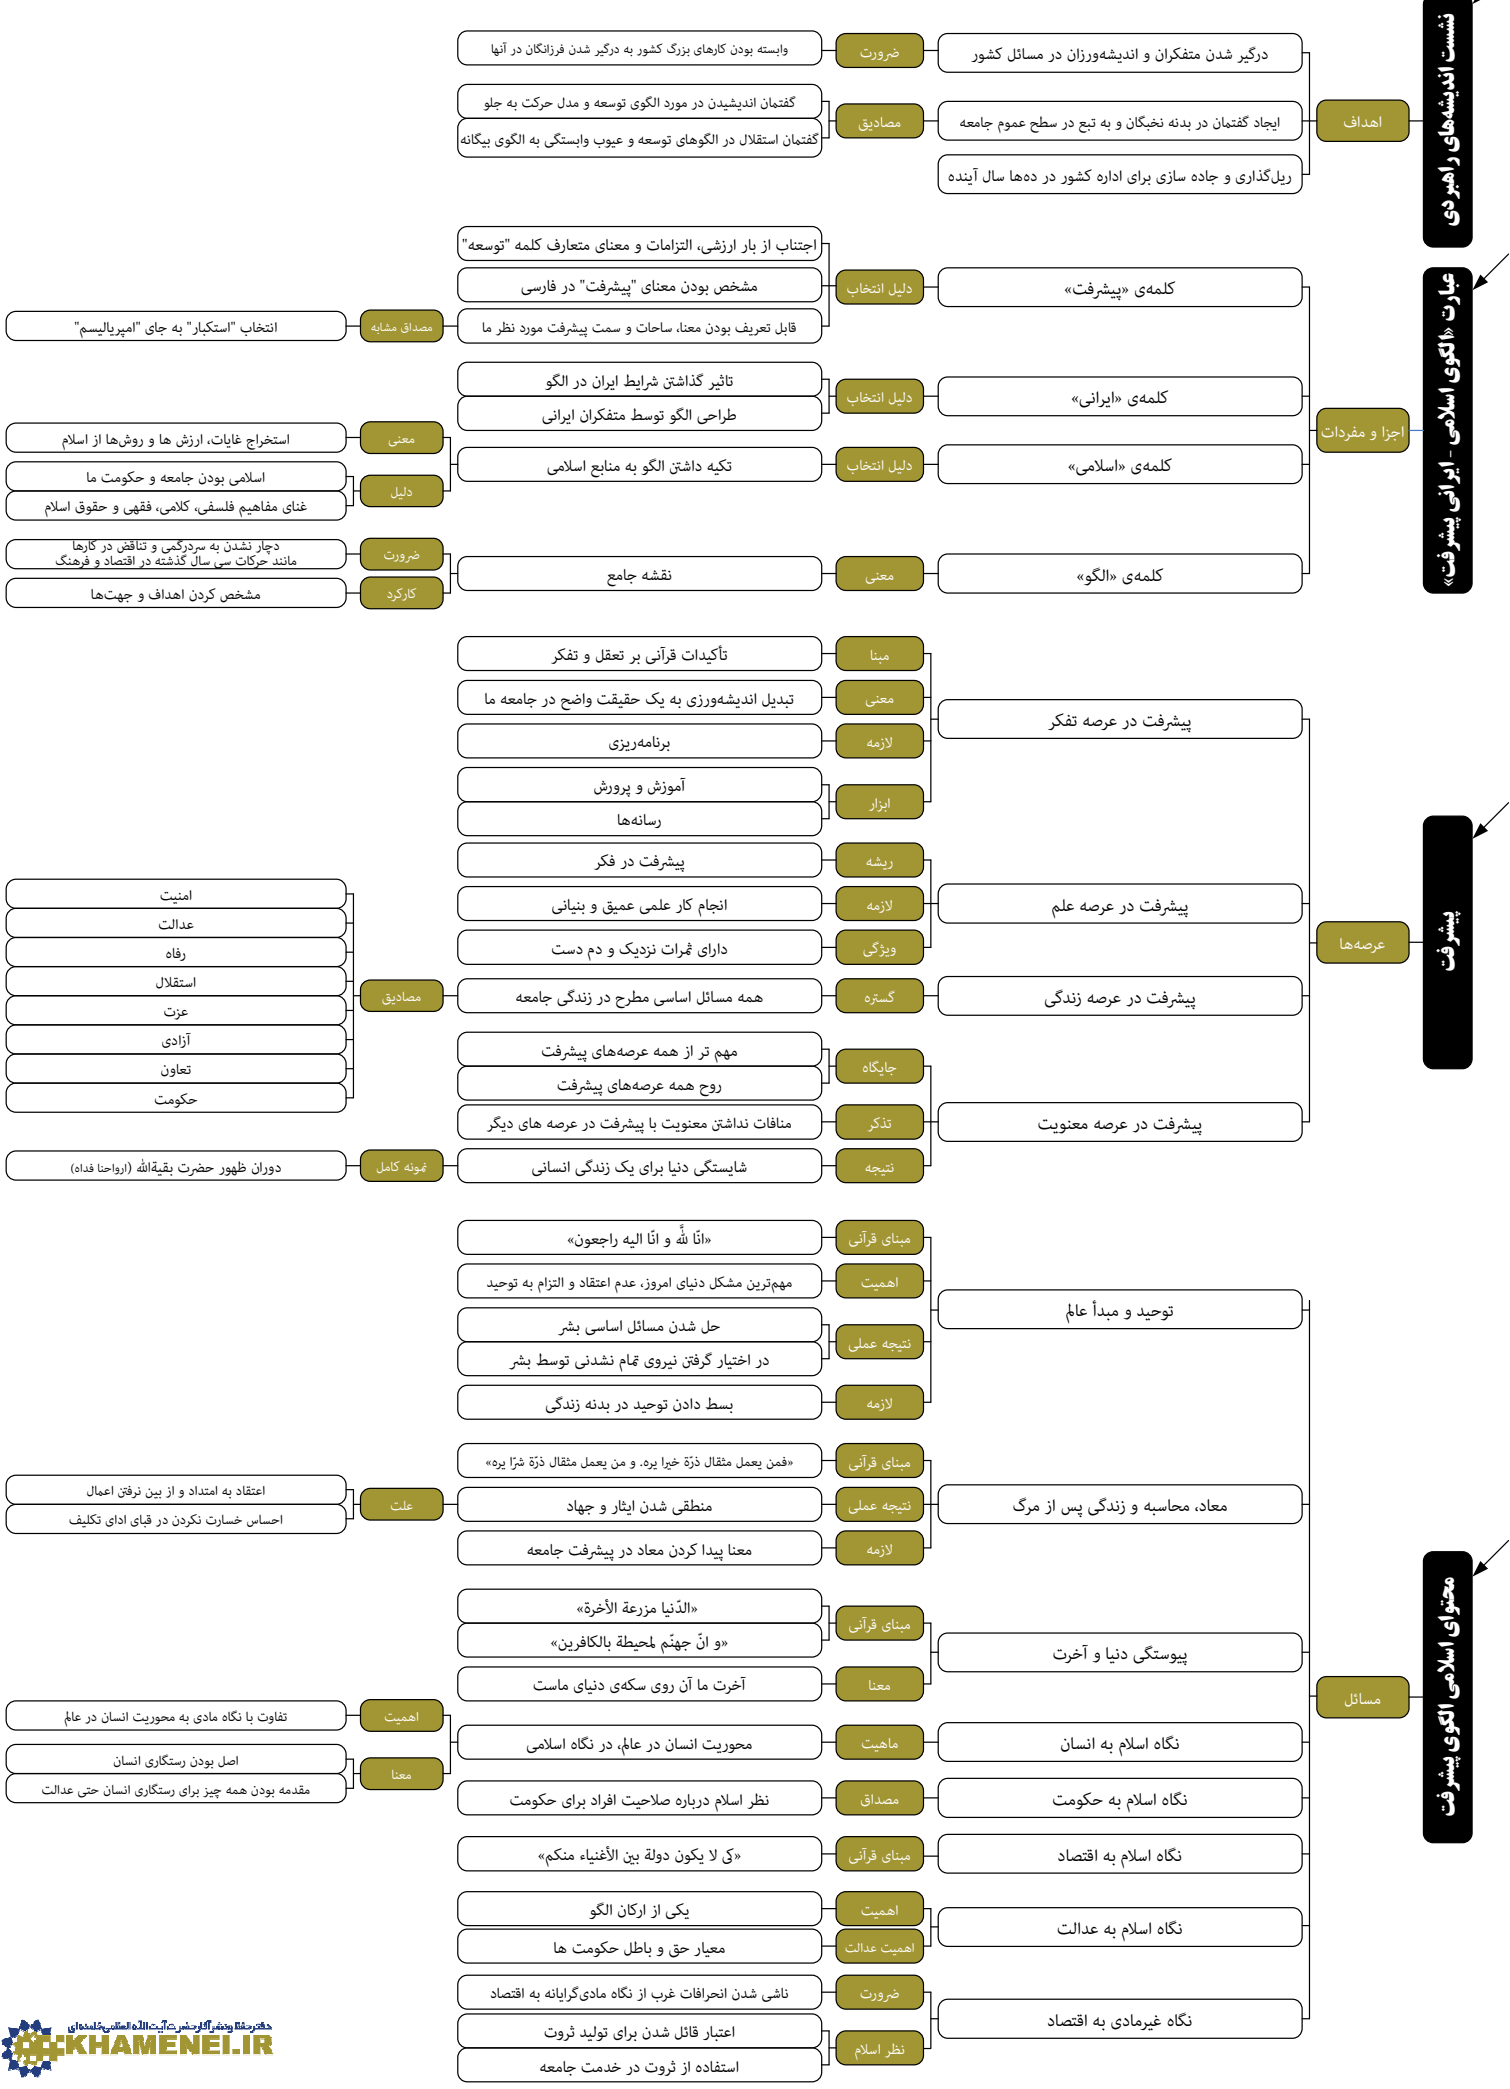 نشست اندیشه‌های راهبردی
اهداف
درگیر شدن متفکران و اندیشه‌ورزان در مسائل کشور
ضرورت
وابسته بودن کارهای بزرگ کشور به درگیر شدن فرزانگان در آنها
ایجاد گفتمان در بدنه نخبگان و به تبع در سطح عموم جامعه
مصادیق
گفتمان اندیشیدن در مورد الگوی توسعه و مدل حرکت به جلو
گفتمان استقلال در الگوهای توسعه و عیوب وابستگی به الگوی بیگانه
ریل‌گذاری و جاده سازی برای اداره کشور در ده‌ها سال آینده
عبارت «الگوی اسلامی - ایرانی پیشرفت»
اجزا و مفردات
کلمه‌ی «پیشرفت»
دلیل انتخاب
اجتناب از بار ارزشی، التزامات و معنای متعارف کلمه "توسعه"
مشخص بودن معنای "پیشرفت" در فارسی
قابل تعریف بودن معنا، ساحات و سمت پیشرفت مورد نظر ما
مصداق مشابه
انتخاب "استکبار" به جای "امپریالیسم"
کلمه‌ی «ایرانی»
دلیل انتخاب
تاثیر گذاشتن شرایط ایران در الگو
طراحی الگو توسط متفکران ایرانی
کلمه‌ی «اسلامی»
دلیل انتخاب
تکیه داشتن الگو به منابع اسلامی
معنی
استخراج غایات، ارزش ها و روش‌ها از اسلام
دلیل
اسلامی بودن جامعه و حکومت ما
غنای مفاهیم فلسفی، کلامی، فقهی و حقوق اسلام
کلمه‌ی «الگو»
معنی
نقشه جامع
ضرورت
دچار نشدن به سردرگمی و تناقض در کارها
مانند حرکات سی سال گذشته در اقتصاد و فرهنگ
کارکرد
مشخص کردن اهداف و جهت‌ها
پیشرفت
عرصه‌ها
پیشرفت در عرصه تفکر
مبنا
تأکیدات قرآنی بر تعقل و تفکر
معنی
تبدیل اندیشه‌ورزی به یک حقیقت واضح در جامعه ما
لازمه
برنامه‌ریزی
ابزار
آموزش و پرورش
رسانه‌ها
پیشرفت در عرصه علم
ریشه
پیشرفت در فکر
لازمه
انجام کار علمی عمیق و بنیانی
ویژگی
دارای ثمرات نزدیک و دم دست
پیشرفت در عرصه زندگی
گستره
همه مسائل اساسی مطرح در زندگی جامعه
مصادیق
امنیت
عدالت
رفاه
استقلال
عزت
آزادی
تعاون
حکومت
پیشرفت در عرصه معنویت
جایگاه
مهم تر از همه عرصه‌های پیشرفت
روح همه عرصه‌های پیشرفت
تذکر
منافات نداشتن معنویت با پیشرفت در عرصه های دیگر
نتیجه
شایستگی دنیا برای یک زندگی انسانی
نمونه کامل
دوران ظهور حضرت بقیةالله (ارواحنا فداه)
محتوای اسلامی الگوی پیشرفت
مسائل
توحید و مبدأ عالم
مبنای قرآنی
«انّا للَّه و انّا الیه راجعون»
اهمیت
مهم‌ترین مشکل دنیای امروز، عدم اعتقاد و التزام به توحید
نتیجه عملی
حل شدن مسائل اساسی بشر
در اختیار گرفتن نیروی تمام نشدنی توسط بشر
لازمه
بسط دادن توحید در بدنه زندگی
معاد، محاسبه و زندگی پس از مرگ
مبنای قرآنی
«فمن یعمل مثقال ذرّة خیرا یره. و من یعمل مثقال ذرّة شرّا یره»
نتیجه عملی
منطقی شدن ایثار و جهاد
علت
اعتقاد به امتداد و از بین نرفتن اعمال
احساس خسارت نکردن در قبای ادای تکلیف
لازمه
معنا پیدا کردن معاد در پیشرفت جامعه
پیوستگی دنیا و آخرت
مبنای قرآنی
«الدّنیا مزرعة الأخرة»
«و انّ جهنّم لمحیطة بالکافرین»
معنا
آخرت ما آن روی سکه‌ی دنیای ماست
نگاه اسلام به انسان
ماهیت
محوریت انسان در عالم، در نگاه اسلامی
اهمیت
تفاوت با نگاه مادی به محوریت انسان در عالم
معنا
اصل بودن رستگاری انسان
مقدمه بودن همه چیز برای رستگاری انسان حتی عدالت
نگاه اسلام به حکومت
مصداق
نظر اسلام درباره صلاحیت افراد برای حکومت
نگاه اسلام به اقتصاد
مبنای قرآنی
«کی لا یکون دولة بین الأغنیاء منکم»
نگاه اسلام به عدالت
اهمیت
یکی از ارکان الگو
اهمیت عدالت
معیار حق و باطل حکومت ها
نگاه غیرمادی به اقتصاد
ضرورت
ناشی شدن انحرافات غرب از نگاه مادی‌گرایانه به اقتصاد
نظر اسلام
اعتبار قائل شدن برای تولید ثروت
استفاده از ثروت در خدمت جامعه
دفتر حفظ و نشر آثار حضرت آیت‌الله العظمی خامنه‌ای
KHAMENEI.IR